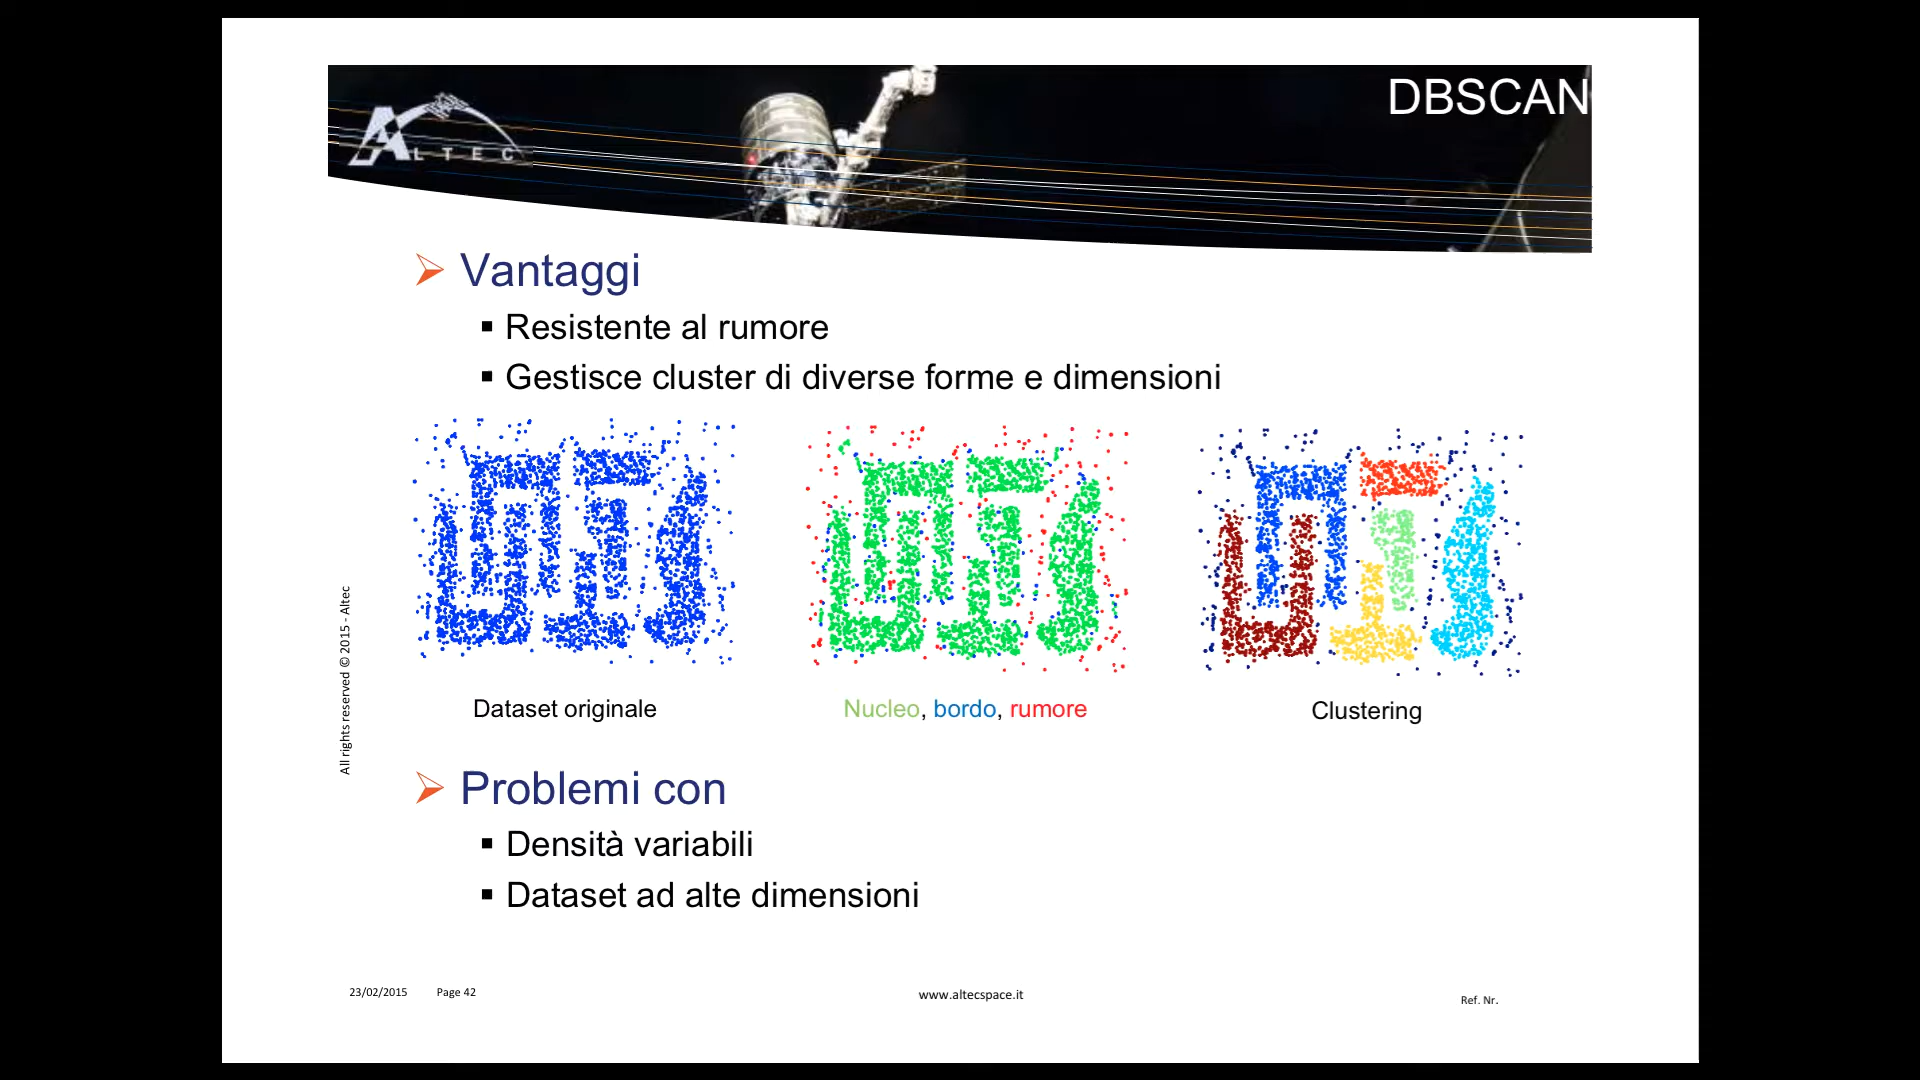 DBSCAN
ALTEC
Vantaggi
Resistente al rumore
Gestisce cluster di diverse forme e dimensioni
Dataset originale
Nucleo, bordo, rumore
Clustering
All rights reserved © 2015 - Altec
Problemi con
Densità variabili
Dataset ad alte dimensioni
23/02/2015 Page 42
www.altecspace.it
Ref. Nr.